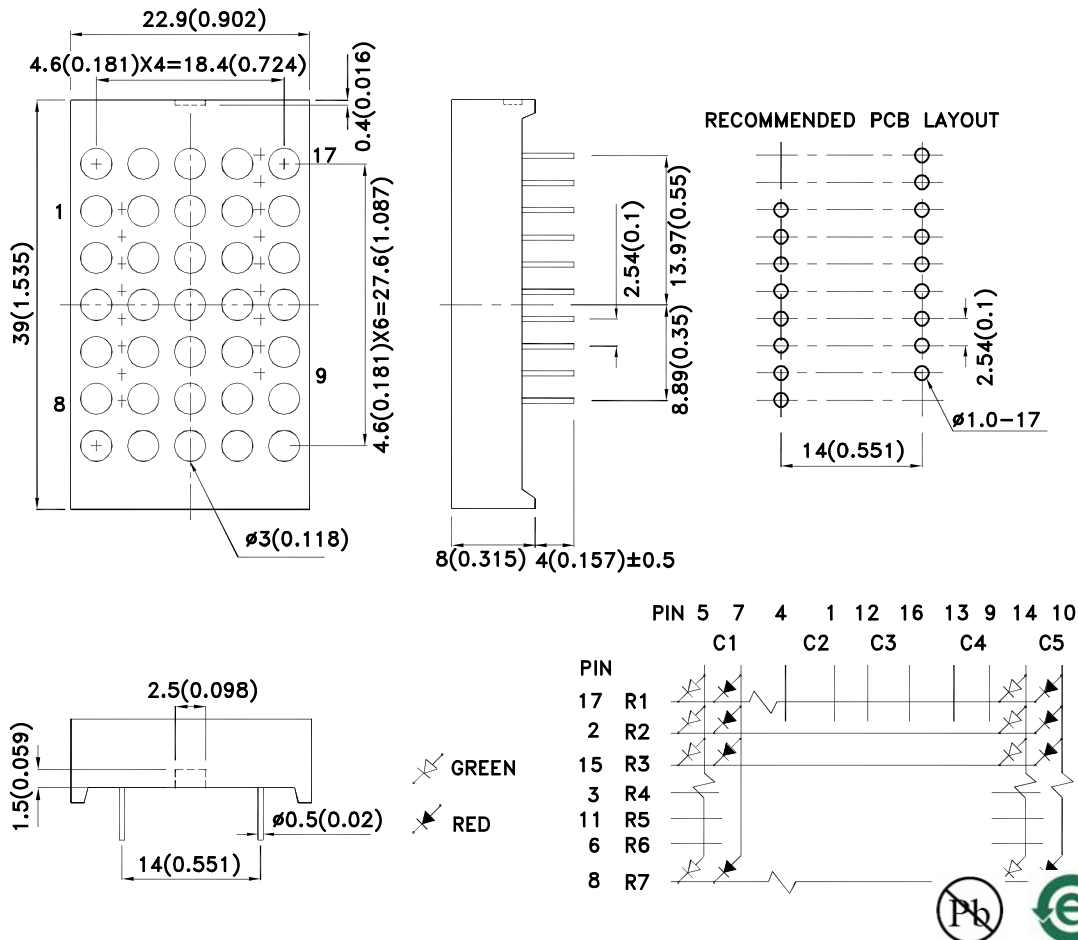 22.9(0.902)
4.6(0.181)X4=18.4(0.724)
0.4(0.016)
17
1
39(1.535)
4.6(0.181)X6=27.6(1.087)
9
8
ø3(0.118)
13.97(0.55)
2.54(0.1)
8.89(0.35)
8(0.315) 4(0.157)±0.5
RECOMMENDED PCB LAYOUT
2.54(0.1)
ø1.0-17
14(0.551)
2.5(0.098)
1.5(0.059)
ø0.5(0.02)
14(0.551)
GREEN
RED
PIN 5 7 4 1 12 16 13 9 14 10
C1 C2 C3 C4 C5
PIN
17 R1
2 R2
15 R3
3 R4
11 R5
6 R6
8 R7
Pb
e